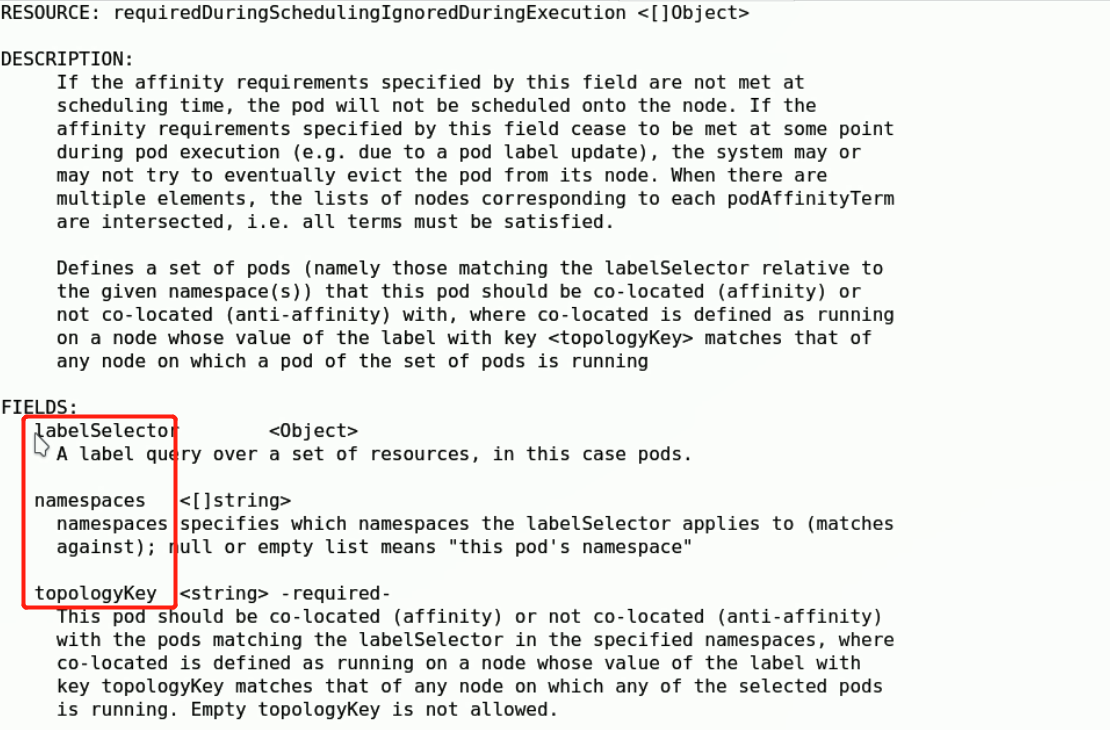 RESOURCE: requiredDuringSchedulingIgnoredDuringExecution <[]Object>
DESCRIPTION:
If the affinity requirements specified by this field are not met at
scheduling time, the pod will not be scheduled onto the node. If the
affinity requirements specified by this field cease to be met at some point
during pod execution (e.g. due to a pod label update), the system may or
may not try to eventually evict the pod from its node. When there are
multiple elements, the lists of nodes corresponding to each podAffinityTerm
are intersected, i.e. all terms must be satisfied.
Defines a set of pods (namely those matching the labelSelector relative to
the given namespace(s)) that this pod should be co-located (affinity) or
not co-located (anti-affinity) with, where co-located is defined as running
on a node whose value of the label with key <topologyKey> matches that of
any node on which a pod of the set of pods is running
FIELDS:
labelSelector <Object>
A label query over a set of resources, in this case pods.
namespaces <[]string>
namespaces specifies which namespaces the labelSelector applies to (matches
against); null or empty list means "this pod's namespace"
topologyKey <string> -required-
This pod should be co-located (affinity) or not co-located (anti-affinity)
with the pods matching the labelSelector in the specified namespaces, where
co-located is defined as running on a node whose value of the label with
key topologyKey matches that of any node on which any of the selected pods
is running. Empty topologyKey is not allowed.